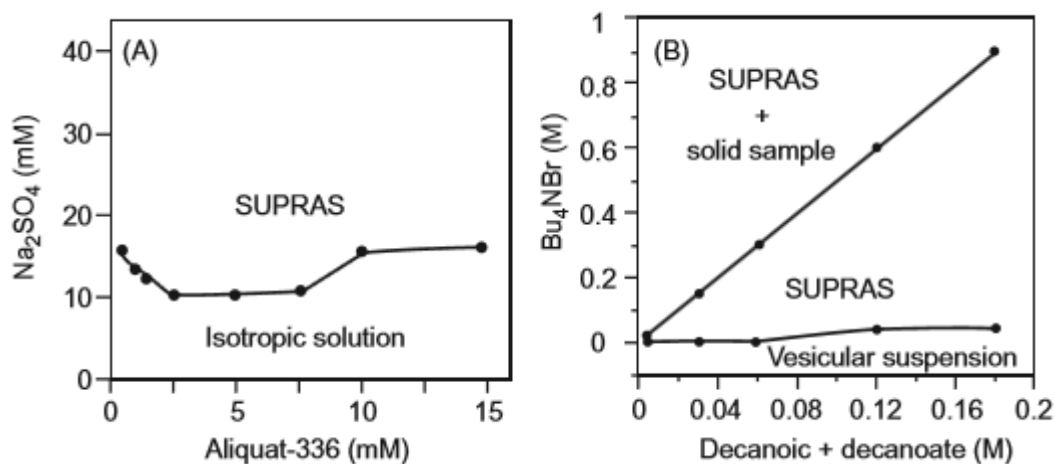 (A)
Na₂SO₄ (mM)
40
30
20
10
0
SUPRAS
Isotropic solution
0 5 10 15
Aliquat-336 (mM)
(B)
Bu₄NBr (M)
1
0.8
0.6
0.4
0.2
0
SUPRAS
+
solid sample
SUPRAS
Vesicular suspension
0 0.04 0.08 0.12 0.16 0.2
Decanoic + decanoate (M)